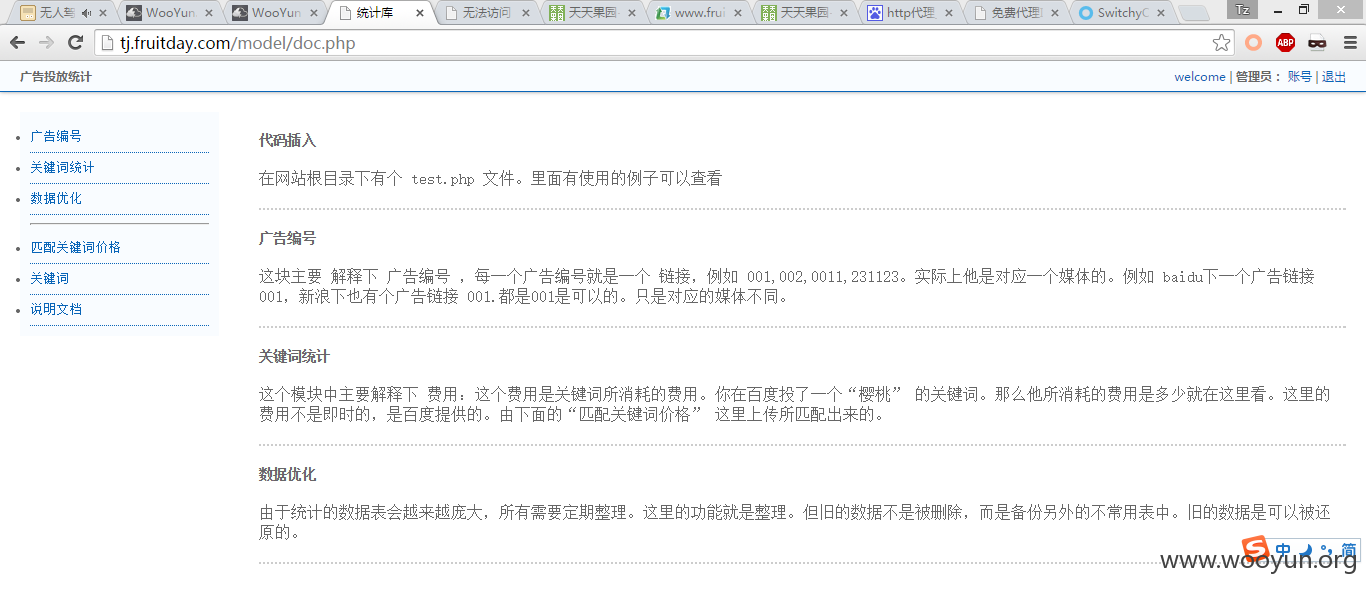 无人驾
WooYun.
WooYun
统计库
无法访问
天天果园
www.frui
天天果园
http代理
免费代理
SwitchyO
Tz
tj.fruitday.com/model/doc.php
ABP
广告投放统计
welcome | 管理员： 账号 | 退出
广告编号
关键词统计
数据优化
匹配关键词价格
关键词
说明文档
代码插入
在网站根目录下有个 test.php 文件。里面有使用的例子可以查看
广告编号
这块主要 解释下 广告编号 ，每一个广告编号就是一个 链接，例如 001,002,0011,231123。实际上他是对应一个媒体的。例如 baidu下一个广告链接
001，新浪下也有个广告链接 001.都是001是可以的。只是对应的媒体不同。
关键词统计
这个模块中主要解释下 费用：这个费用是关键词所消耗的费用。你在百度投了一个“樱桃” 的关键词。那么他所消耗的费用是多少就在这里看。这里的
费用不是即时的，是百度提供的。由下面的“匹配关键词价格” 这里上传所匹配出来的。
数据优化
由于统计的数据表会越来越庞大，所有需要定期整理。这里的功能就是整理。但旧的数据不是被删除，而是备份另外的不常用表中。旧的数据是可以被还
原的。
S 中 简
www.wooyun.org